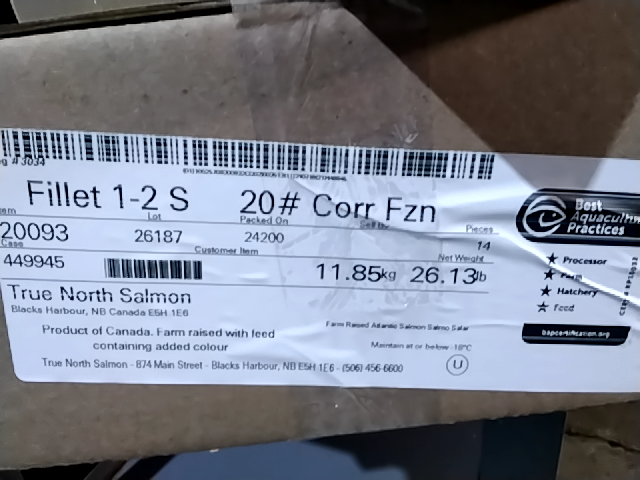 g # 3034
Fillet 1-2 S 20# Corr Fzn
Lot Packed On Sell By Pieces
20093 26187 24200 14
Case Customer Item Net Weight
449945 11.85kg 26.13lb
True North Salmon
Blacks Harbour, NB Canada E5H 1E6
Product of Canada. Farm raised with feed
containing added colour
Farm Raised Atlantic Salmon Salmo Salar
Maintain at or below -18°C
True North Salmon - 874 Main Street - Blacks Harbour, NB E5H 1E6 - (506) 456-6600
U
Best
Aquaculture
Practices
Processor
Farm
Hatchery
Feed
bapcertification.org